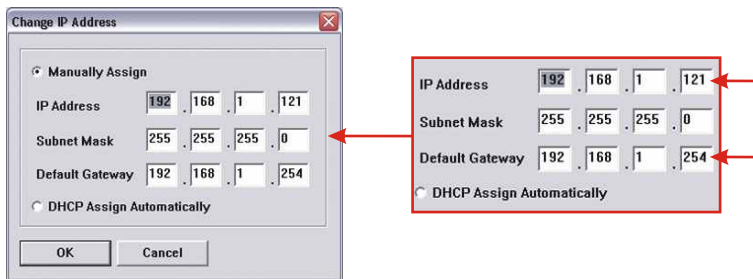 Change IP Address
Manually Assign
IP Address 192 . 168 . 1 . 121
Subnet Mask 255 . 255 . 255 . 0
Default Gateway 192 . 168 . 1 . 254
DHCP Assign Automatically
OK Cancel
IP Address 192 . 168 . 1 . 121
Subnet Mask 255 . 255 . 255 . 0
Default Gateway 192 . 168 . 1 . 254
DHCP Assign Automatically